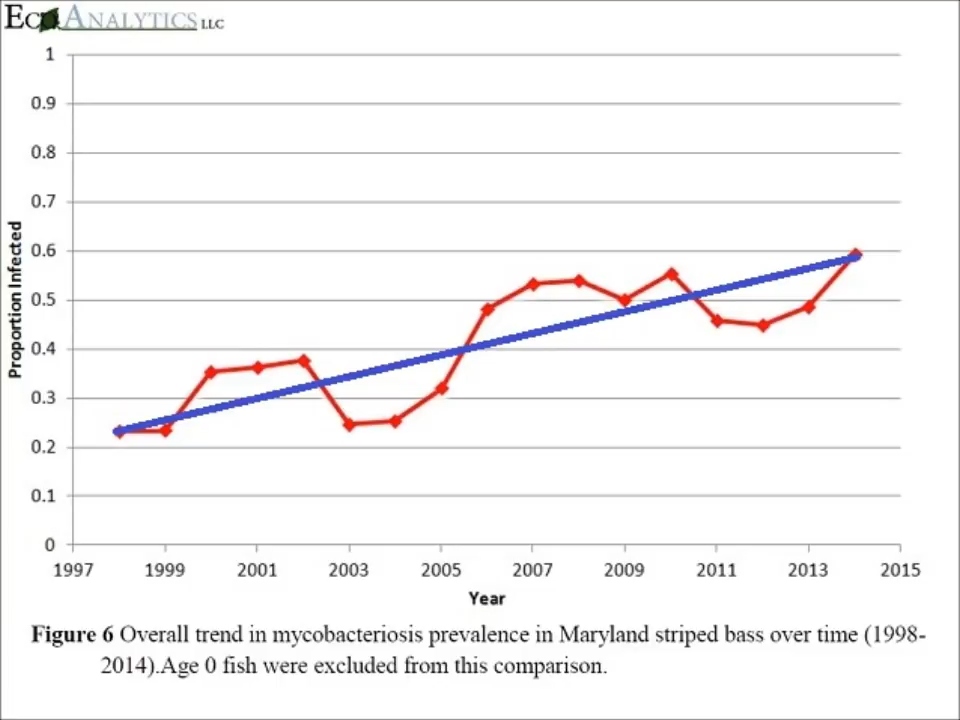 ECOANALYTICS LLC
1
0.9
0.8
0.7
0.6
0.5
0.4
0.3
0.2
0.1
0
Proportion Infected
1997 1999 2001 2003 2005 2007 2009 2011 2013 2015
Year
Figure 6 Overall trend in mycobacteriosis prevalence in Maryland striped bass over time (1998-
2014).Age 0 fish were excluded from this comparison.